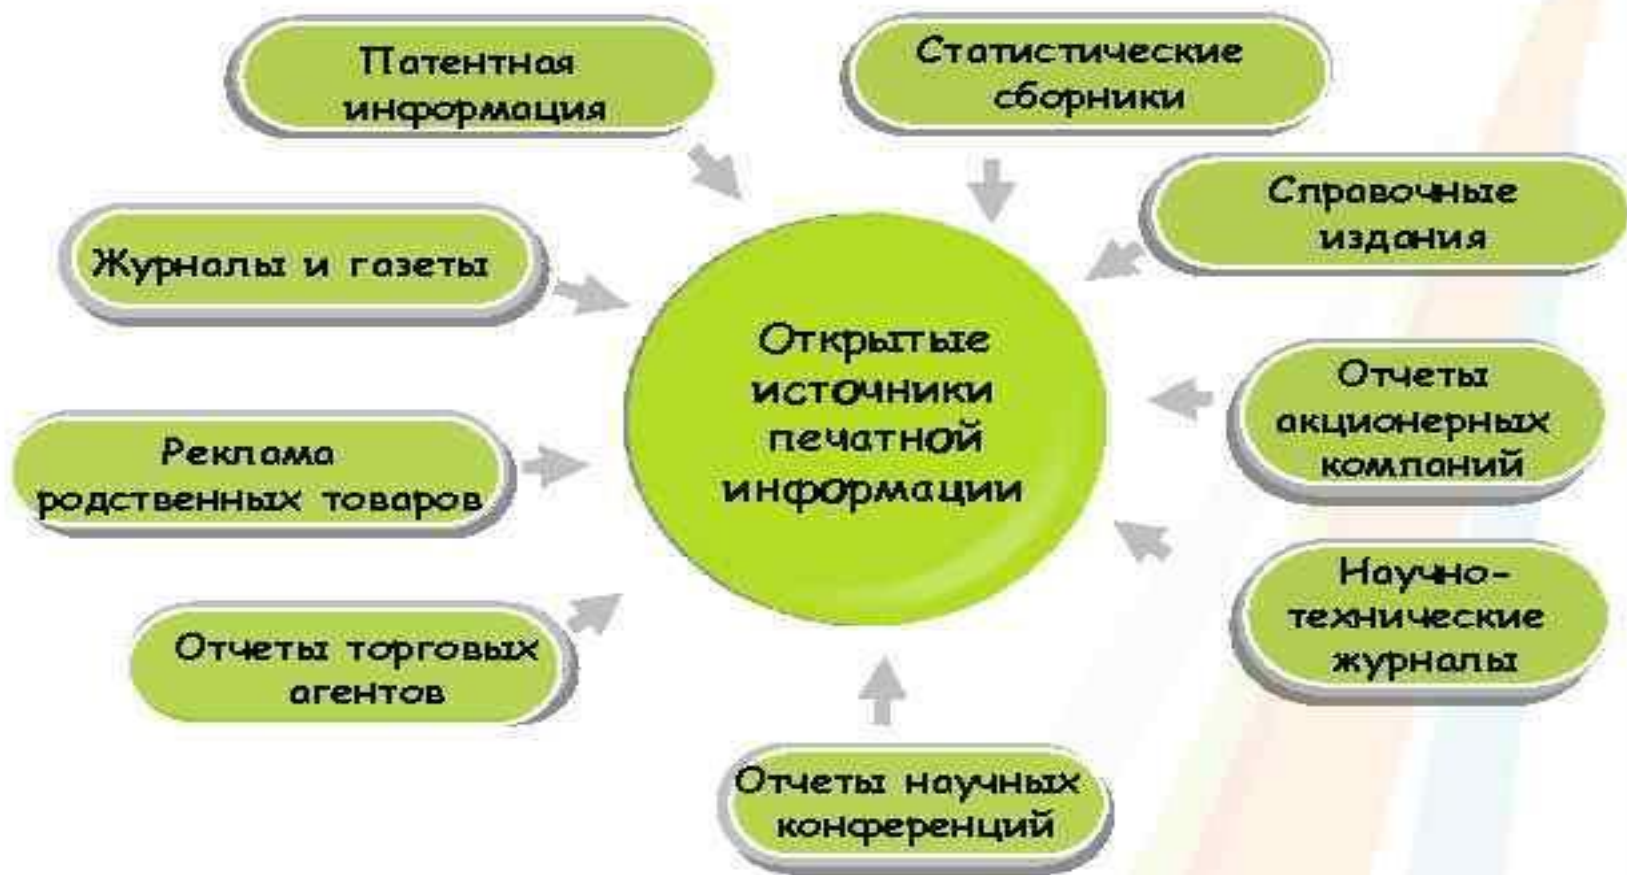 Патентная
информация
Статистические
сборники
Справочные
издания
Журналы и газеты
Открытые
источники
печатной
информации
Отчеты
акционерных
компаний
Реклама
родственных товаров
Научно-
технические
журналы
Отчеты торговых
агентов
Отчеты научных
конференций